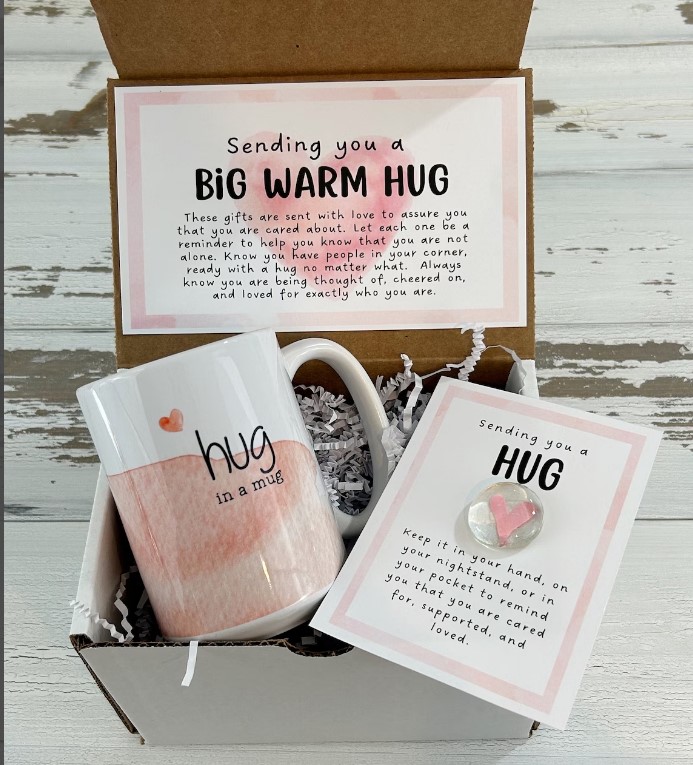 Sending you a
BiG WARM HUG
These gifts are sent with love to assure you
that you are cared about. Let each one be a
reminder to help you know that you are not
alone. Know you have people in your corner,
ready with a hug no matter what. Always
know you are being thought of, cheered on,
and loved for exactly who you are.
hug
in a mug
Sending you a
HUG
Keep it in your hand, on
your nightstand, or in
your pocket to remind
you that you are cared
for, supported, and
loved.